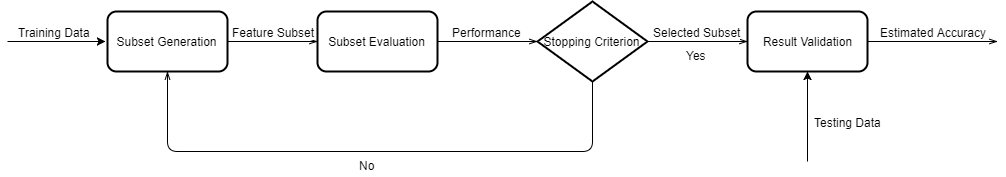 Training Data
Subset Generation
Feature Subset
Subset Evaluation
Performance
Stopping Criterion
Selected Subset
Yes
Result Validation
Estimated Accuracy
Testing Data
No